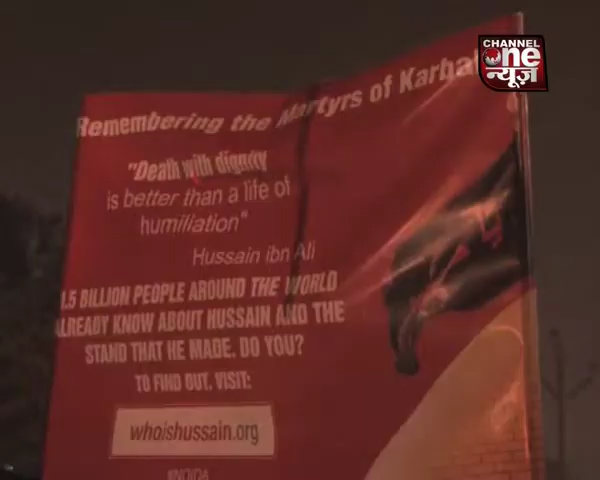 CHANNEL
one
न्यूज़
Remembering the Martyrs of Karba
"Death with dignity
is better than a life of
humiliation"
Hussain ibn Ali
1.5 BILLION PEOPLE AROUND THE WORLD
ALREADY KNOW ABOUT HUSSAIN AND THE
STAND THAT HE MADE. DO YOU?
TO FIND OUT, VISIT:
whoishussain.org
#NOIDA